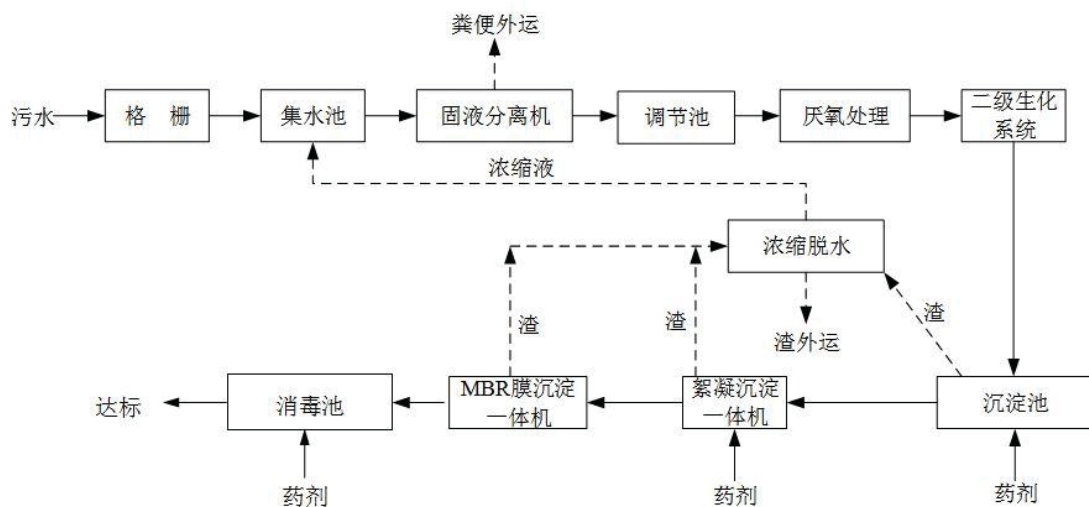 粪便外运
污水
格 栅
集水池
固液分离机
调节池
厌氧处理
二级生化
系统
浓缩液
浓缩脱水
渣
渣
渣
渣外运
达标
消毒池
MBR膜沉淀
一体机
絮凝沉淀
一体机
沉淀池
药剂
药剂
药剂